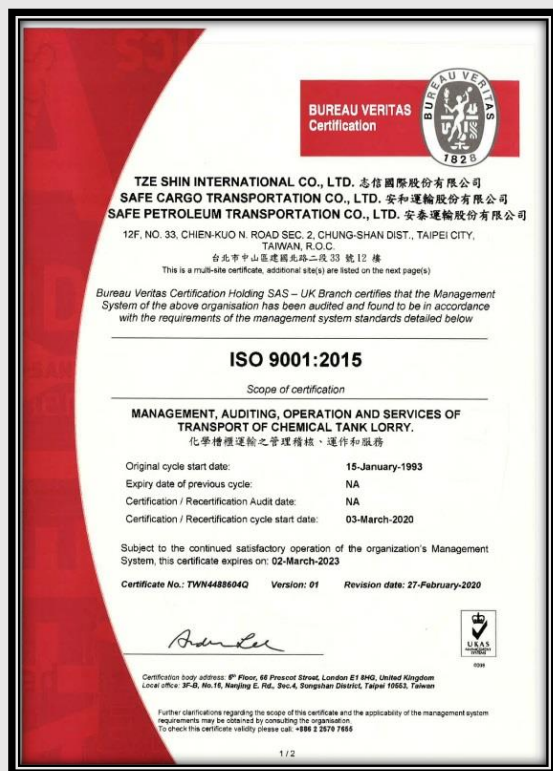 BUREAU VERITAS
Certification
BUREAU VERITAS
1828
TZE SHIN INTERNATIONAL CO., LTD. 志信國際股份有限公司
SAFE CARGO TRANSPORTATION CO., LTD. 安和運輸股份有限公司
SAFE PETROLEUM TRANSPORTATION CO., LTD. 安泰運輸股份有限公司
12F, NO. 33, CHIEN-KUO N. ROAD SEC. 2, CHUNG-SHAN DIST., TAIPEI CITY,
TAIWAN, R.O.C.
台北市中山區建國北路二段 33 號 12 樓
This is a multi-site certificate, additional site(s) are listed on the next page(s)
Bureau Veritas Certification Holding SAS – UK Branch certifies that the Management
System of the above organisation has been audited and found to be in accordance
with the requirements of the management system standards detailed below
ISO 9001:2015
Scope of certification
MANAGEMENT, AUDITING, OPERATION AND SERVICES OF
TRANSPORT OF CHEMICAL TANK LORRY.
化學槽櫃運輸之管理稽核、運作和服務
Original cycle start date: 15-January-1993
Expiry date of previous cycle: NA
Certification / Recertification Audit date: NA
Certification / Recertification cycle start date: 03-March-2020
Subject to the continued satisfactory operation of the organization's Management
System, this certificate expires on: 02-March-2023
Certificate No.: TWN4488604Q Version: 01 Revision date: 27-February-2020
UKAS
MANAGEMENT
SYSTEMS
0008
Certification body address: 5th Floor, 66 Prescot Street, London E1 8HG, United Kingdom
Local office: 3F-B, No.16, Nanjing E. Rd., Sec.4, Songshan District, Taipei 10553, Taiwan
Further clarifications regarding the scope of this certificate and the applicability of the management system
requirements may be obtained by consulting the organisation.
To check this certificate validity please call: +886 2 2570 7655
1 / 2